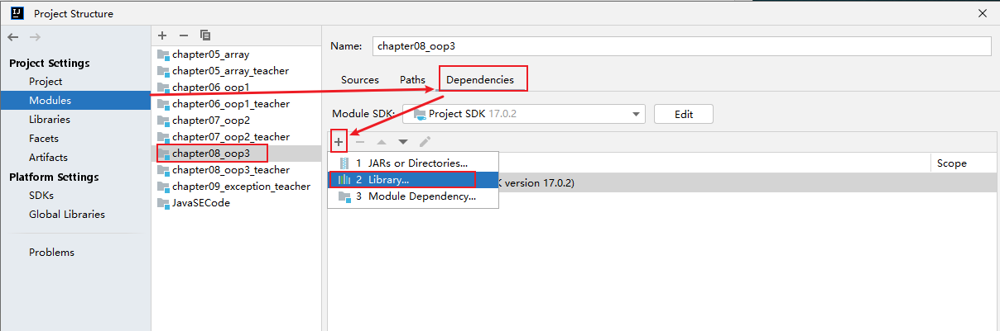 Project Structure
Project Settings
Project
Modules
Libraries
Facets
Artifacts
Platform Settings
SDKs
Global Libraries
Problems
chapter05_array
chapter05_array_teacher
chapter06_oop1
chapter06_oop1_teacher
chapter07_oop2
chapter07_oop2_teacher
chapter08_oop3
chapter08_oop3_teacher
chapter09_exception_teacher
JavaSECode
Name: chapter08_oop3
Sources Paths Dependencies
Module SDK: Project SDK 17.0.2 Edit
Scope
1 JARs or Directories...
2 Library...
version 17.0.2)
3 Module Dependency...